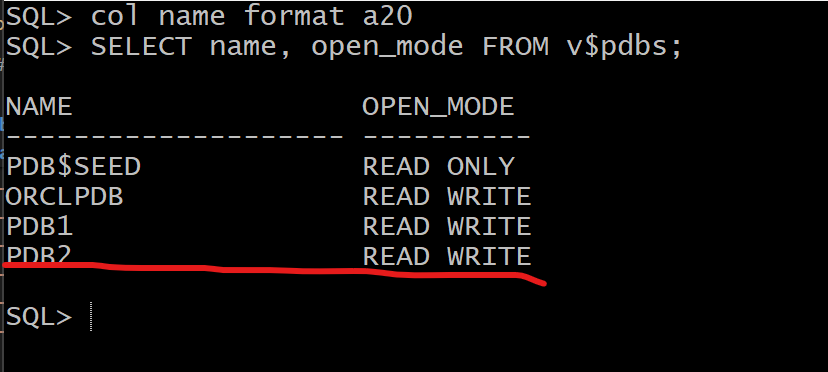 SQL> col name format a20
SQL> SELECT name, open_mode FROM v$pdbs;
NAME                 OPEN_MODE
-------------------- ----------
PDB$SEED             READ ONLY
ORCLPDB              READ WRITE
PDB1                 READ WRITE
PDB2                 READ WRITE
SQL>